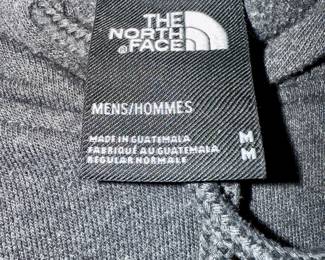 THE
NORTH
FACE
MENS/HOMMES
MADE IN GUATEMALA
FABRIQUÉ AU GUATEMALA
REGULAR NORMALE
M
M